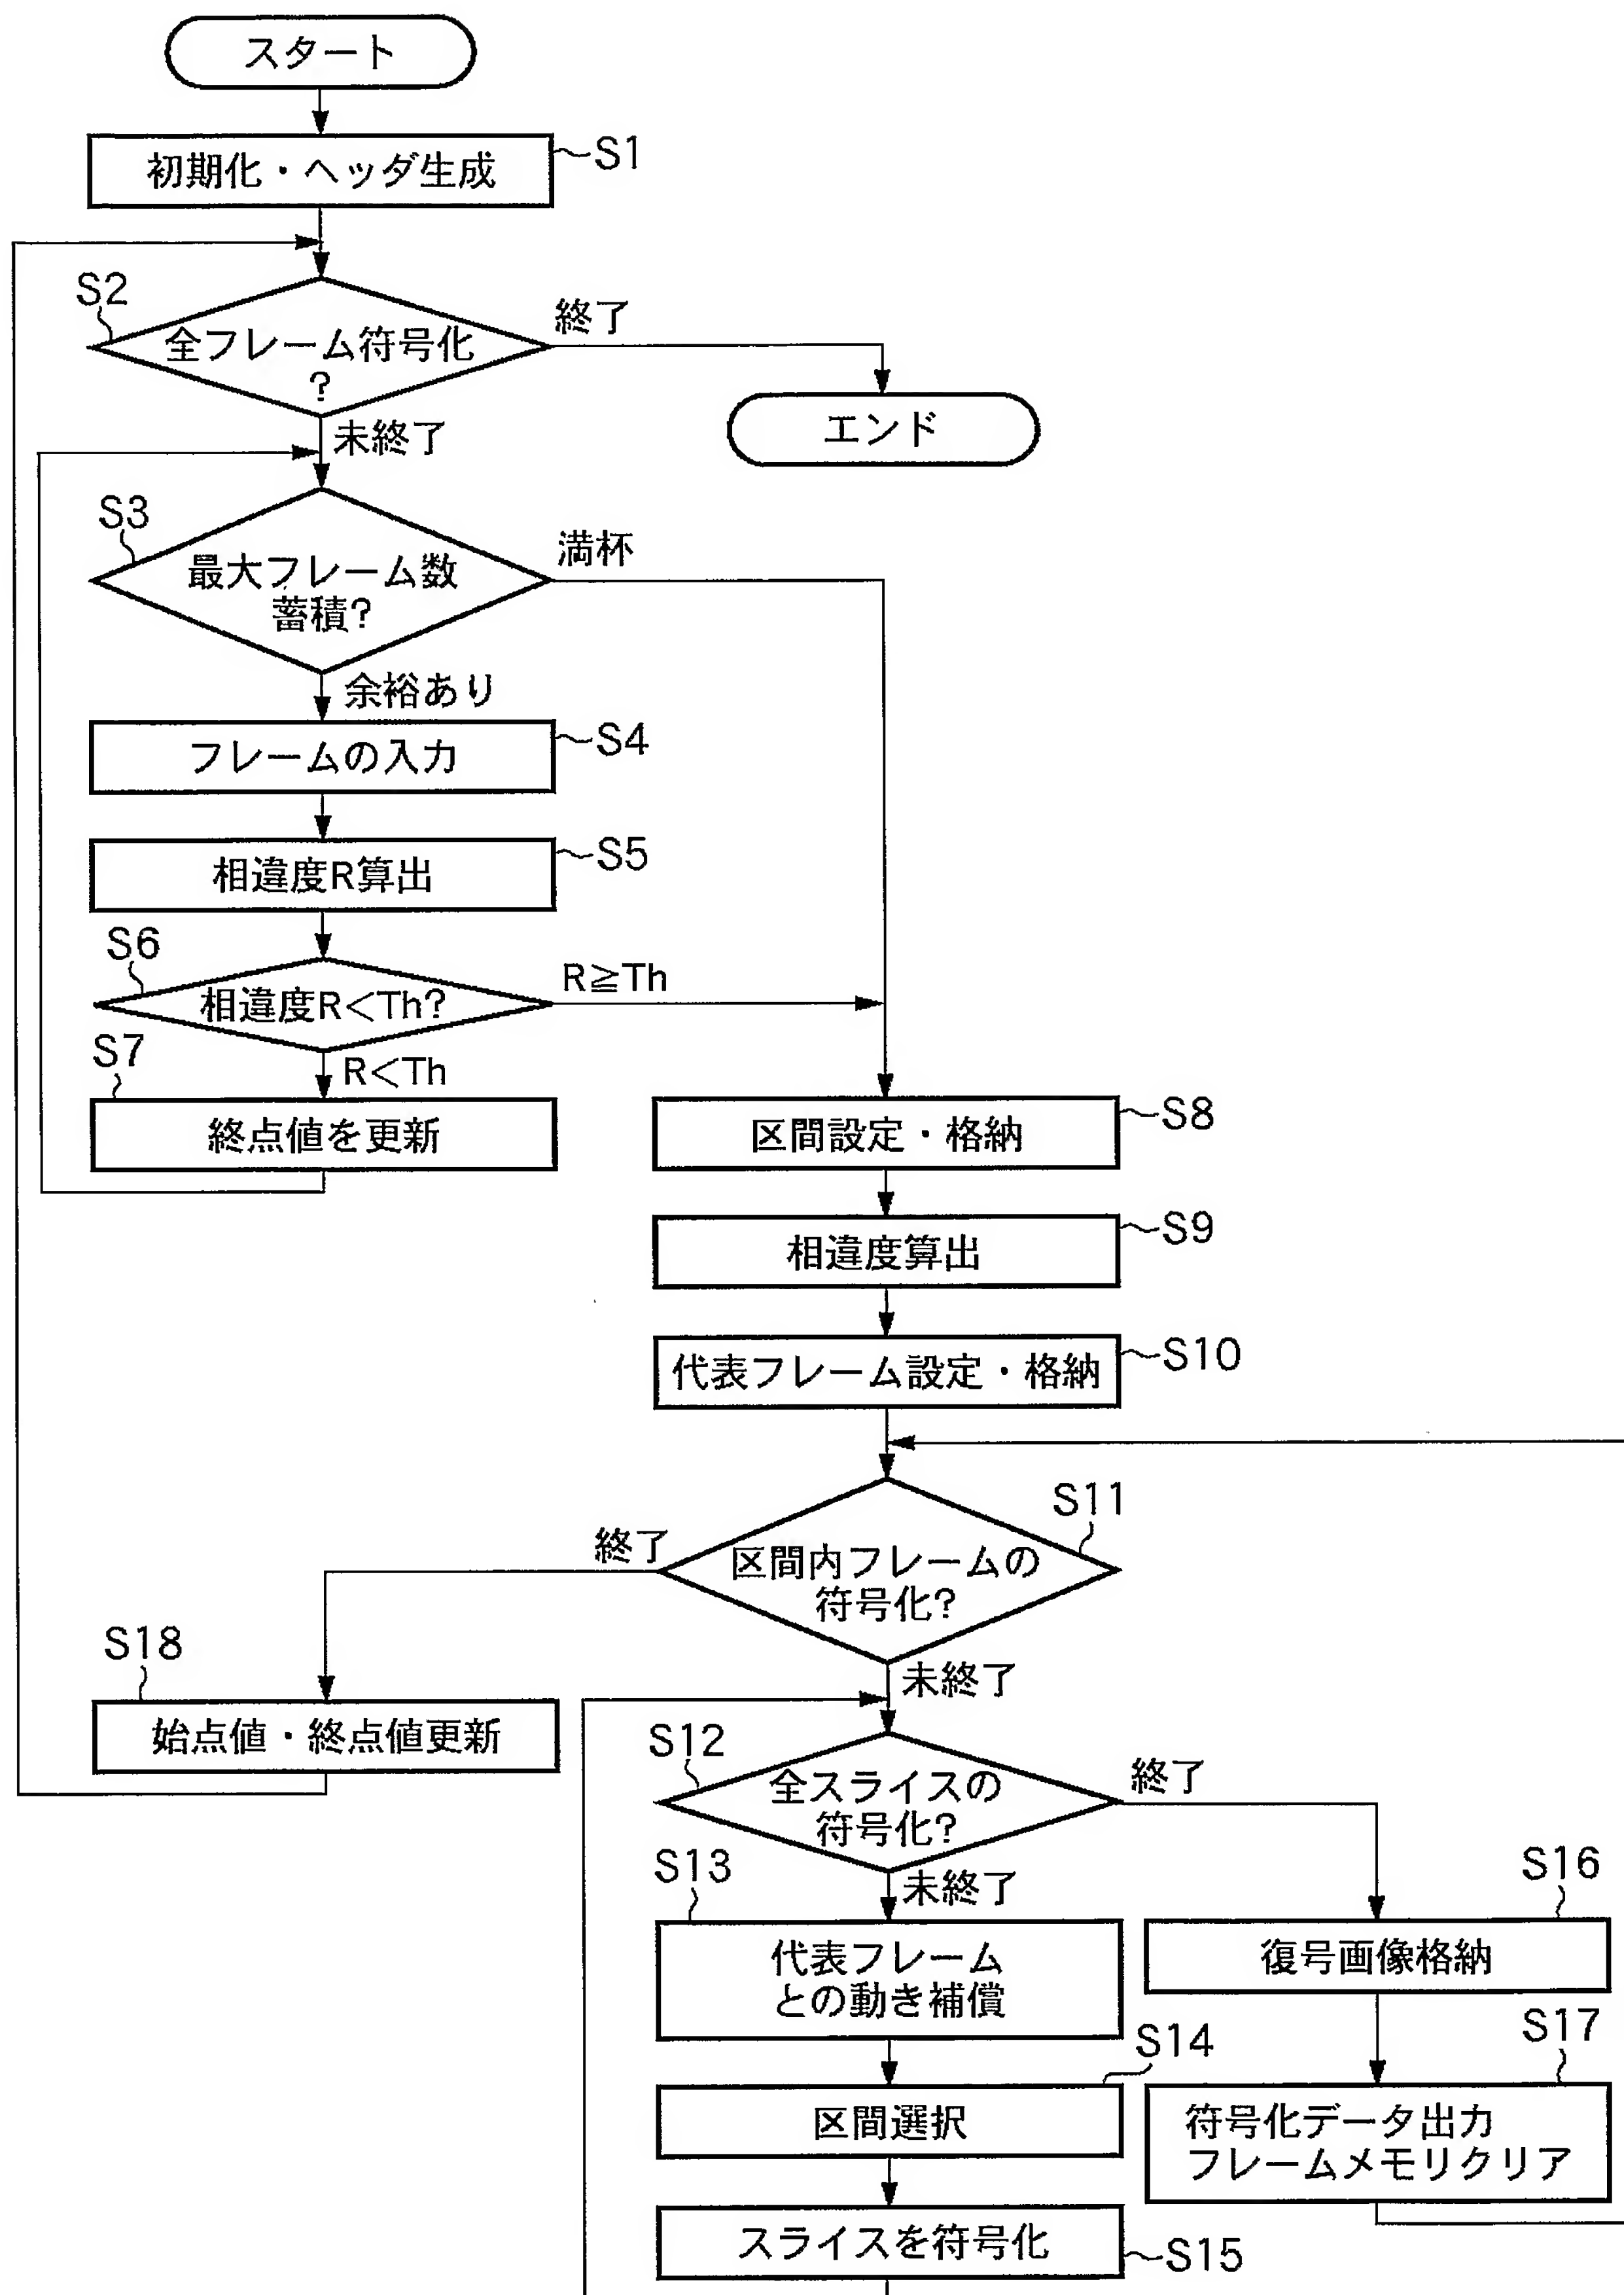 スタート
初期化・ヘッダ生成
S1
S2
全フレーム符号化
?
終了
エンド
未終了
S3
最大フレーム数
蓄積?
満杯
余裕あり
フレームの入力
S4
相違度R算出
S5
S6
相違度R<Th?
R≧Th
S7
R<Th
終点値を更新
区間設定・格納
S8
相違度算出
S9
代表フレーム設定・格納
S10
S11
区間内フレームの
符号化?
終了
未終了
S18
始点値・終点値更新
S12
全スライスの
符号化?
終了
未終了
S13
代表フレーム
との動き補償
S16
復号画像格納
S14
区間選択
S17
符号化データ出力
フレームメモリクリア
スライスを符号化
S15